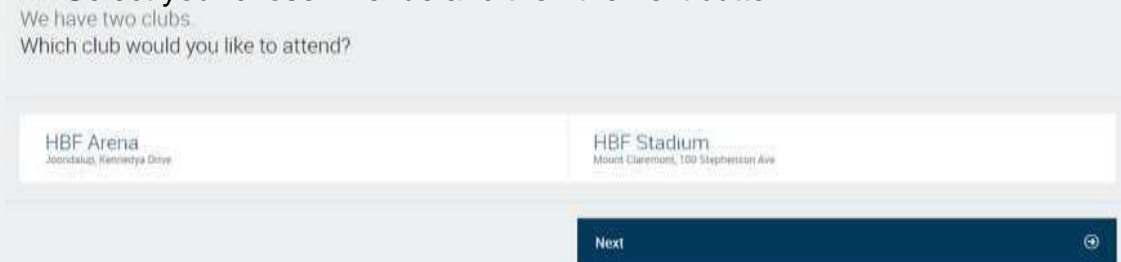 We have two clubs.
Which club would you like to attend?
HBF Arena
Joondalup, Kennedya Drive
HBF Stadium
Mount Claremont, 100 Stephenson Ave
Next